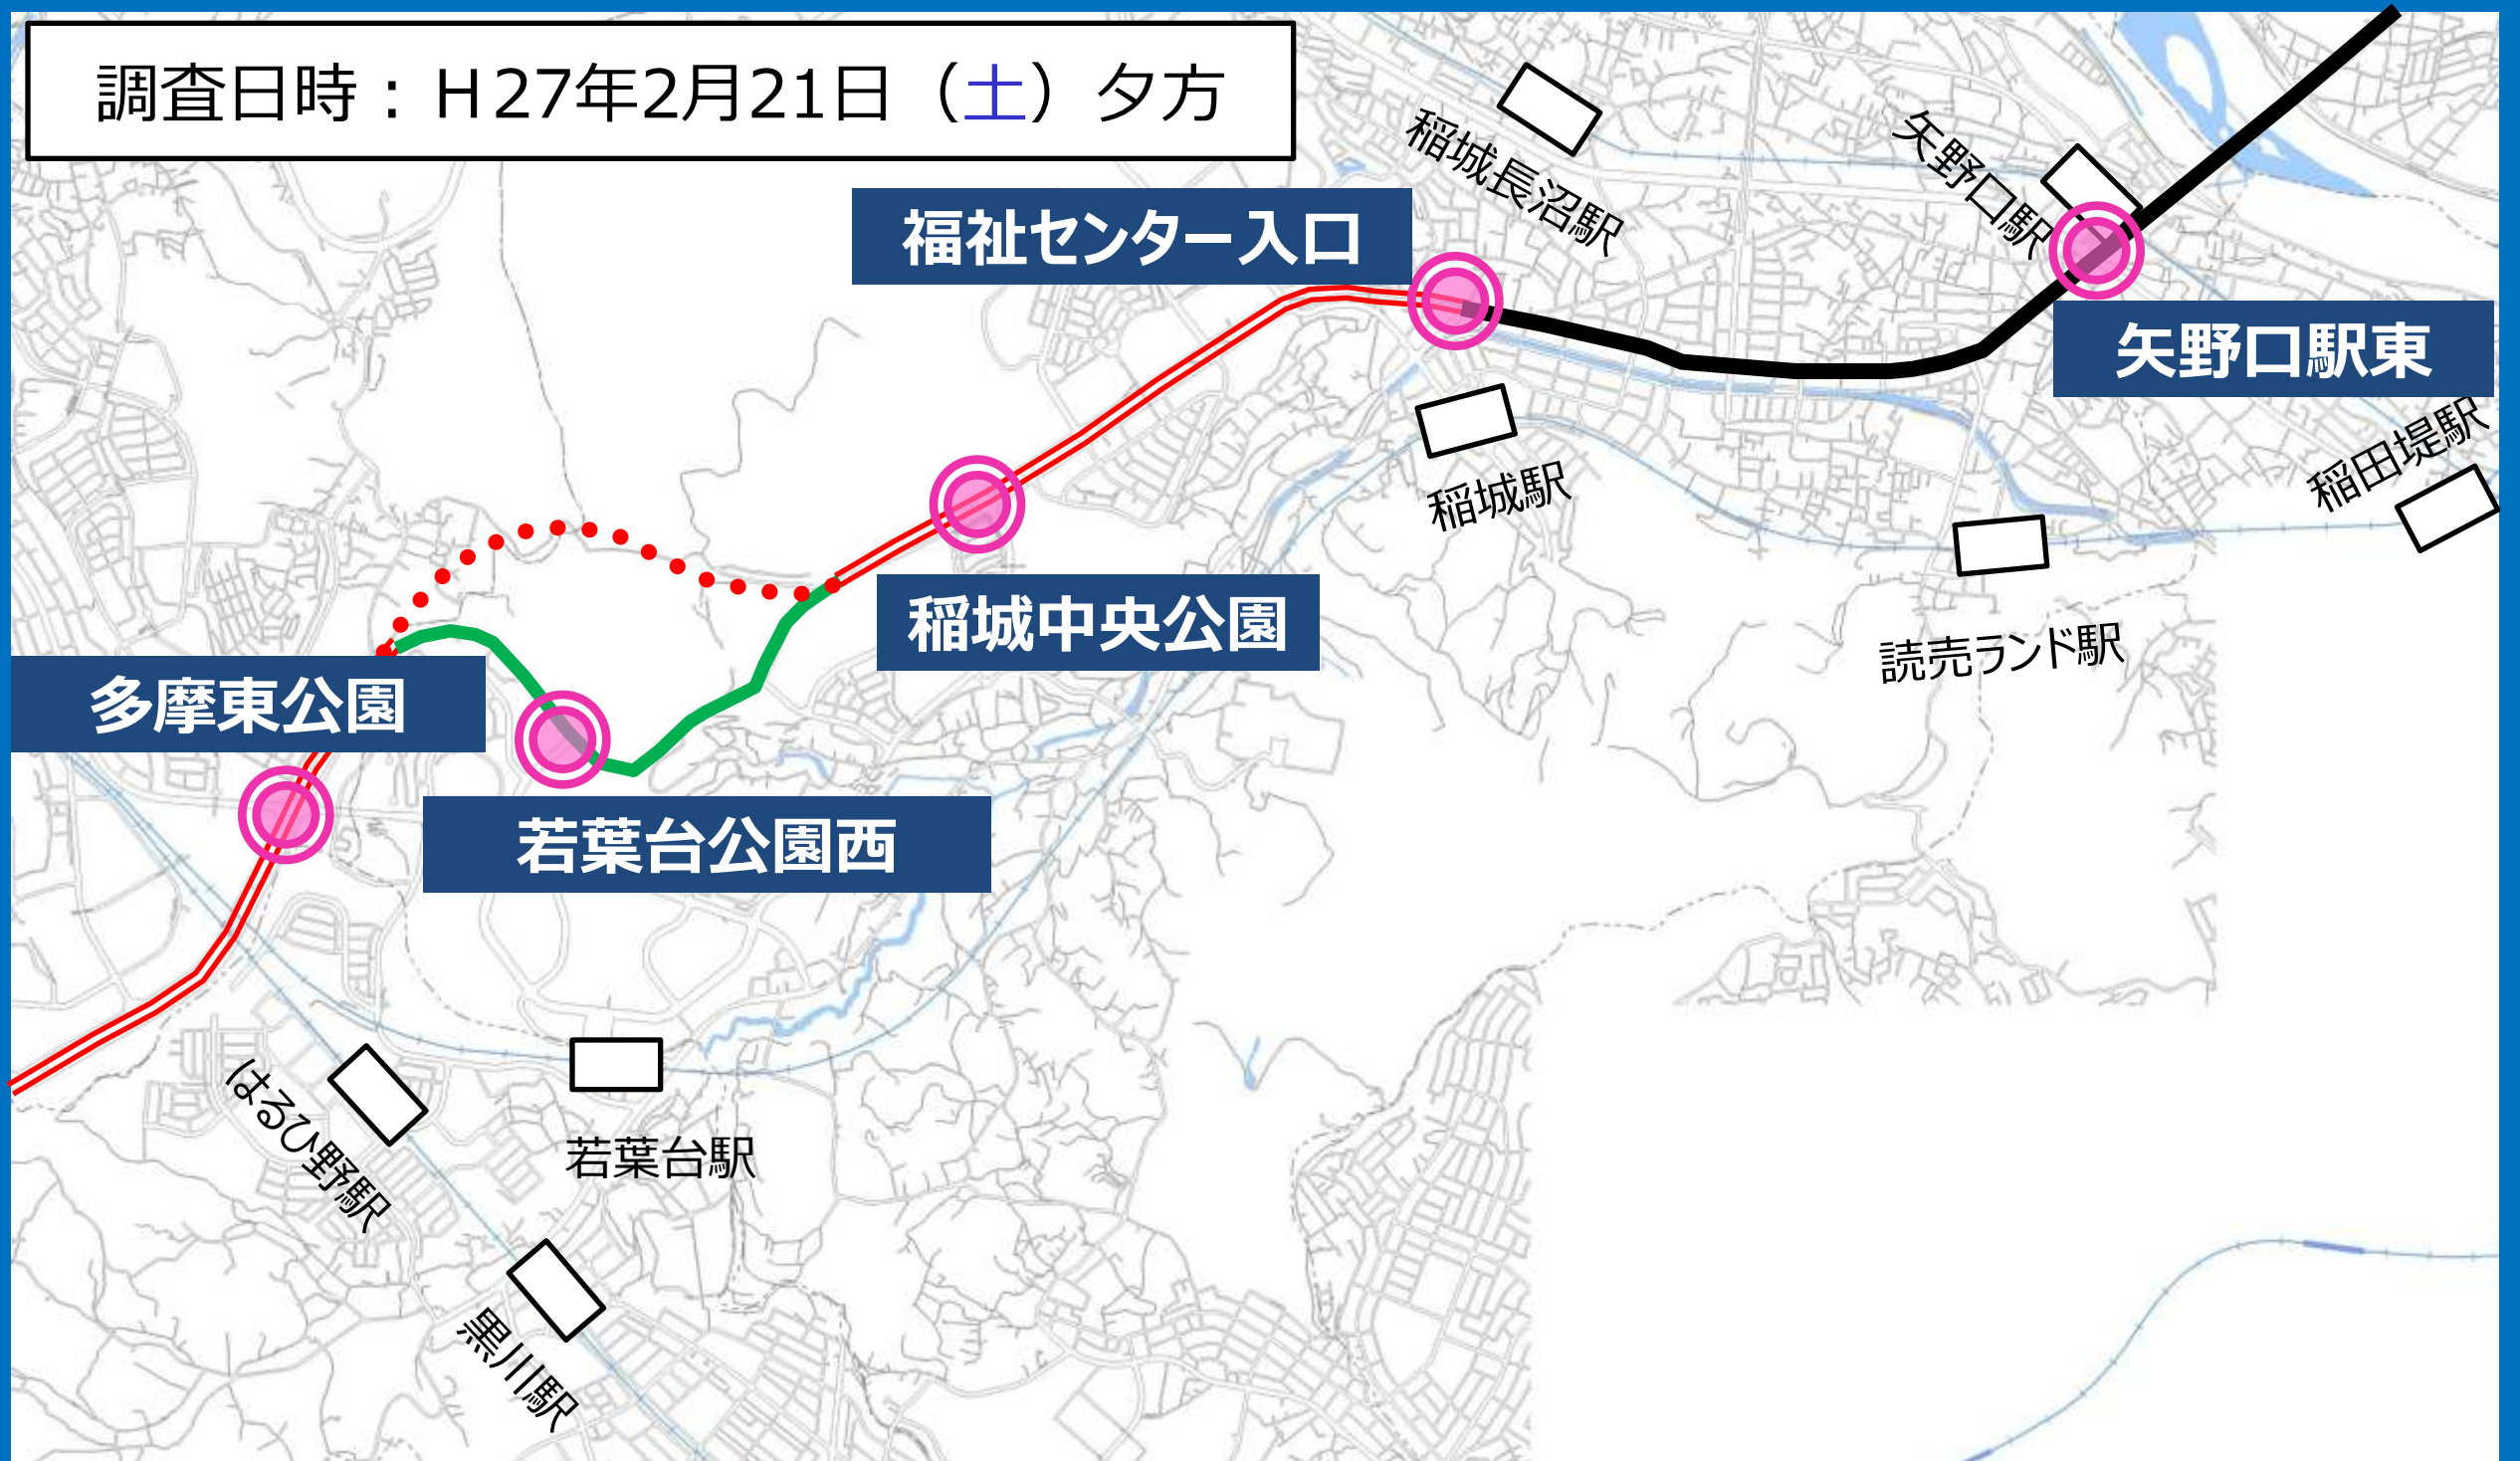 調査日時：Ｈ27年2月21日（土）夕方
稲城長沼駅
矢野口駅
福祉センター入口
矢野口駅東
稲田堤駅
稲城駅
稲城中央公園
読売ランド駅
多摩東公園
若葉台公園西
はるひ野駅
若葉台駅
黒川駅